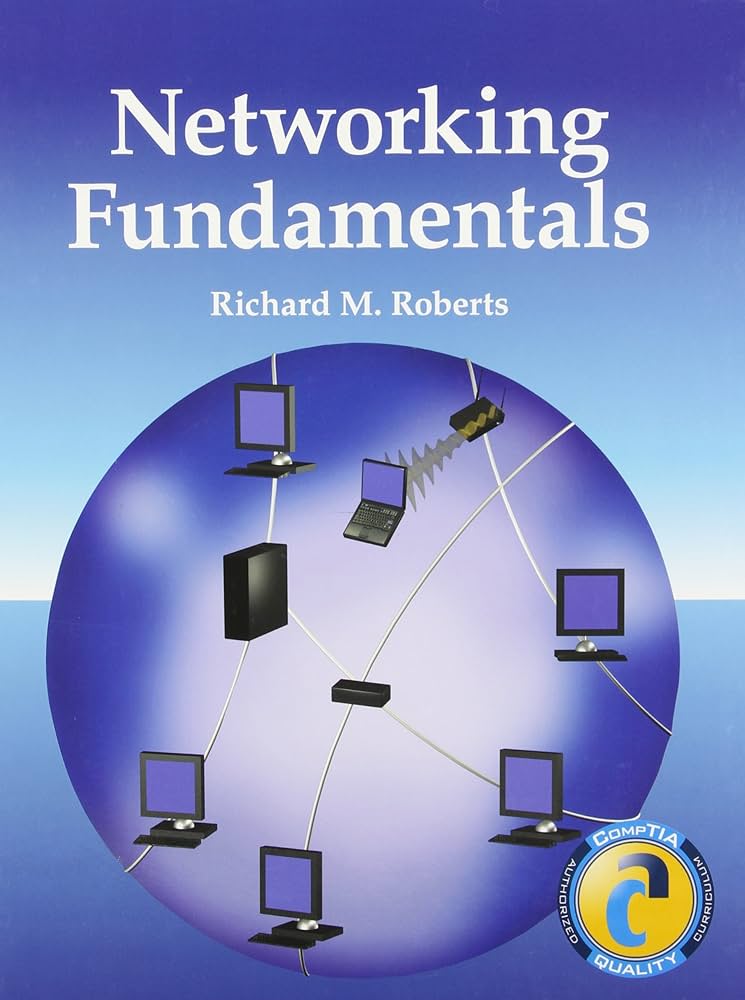 Networking
Fundamentals
Richard M. Roberts
COMPTIA
AUTHORIZED
CURRICULUM
QUALITY